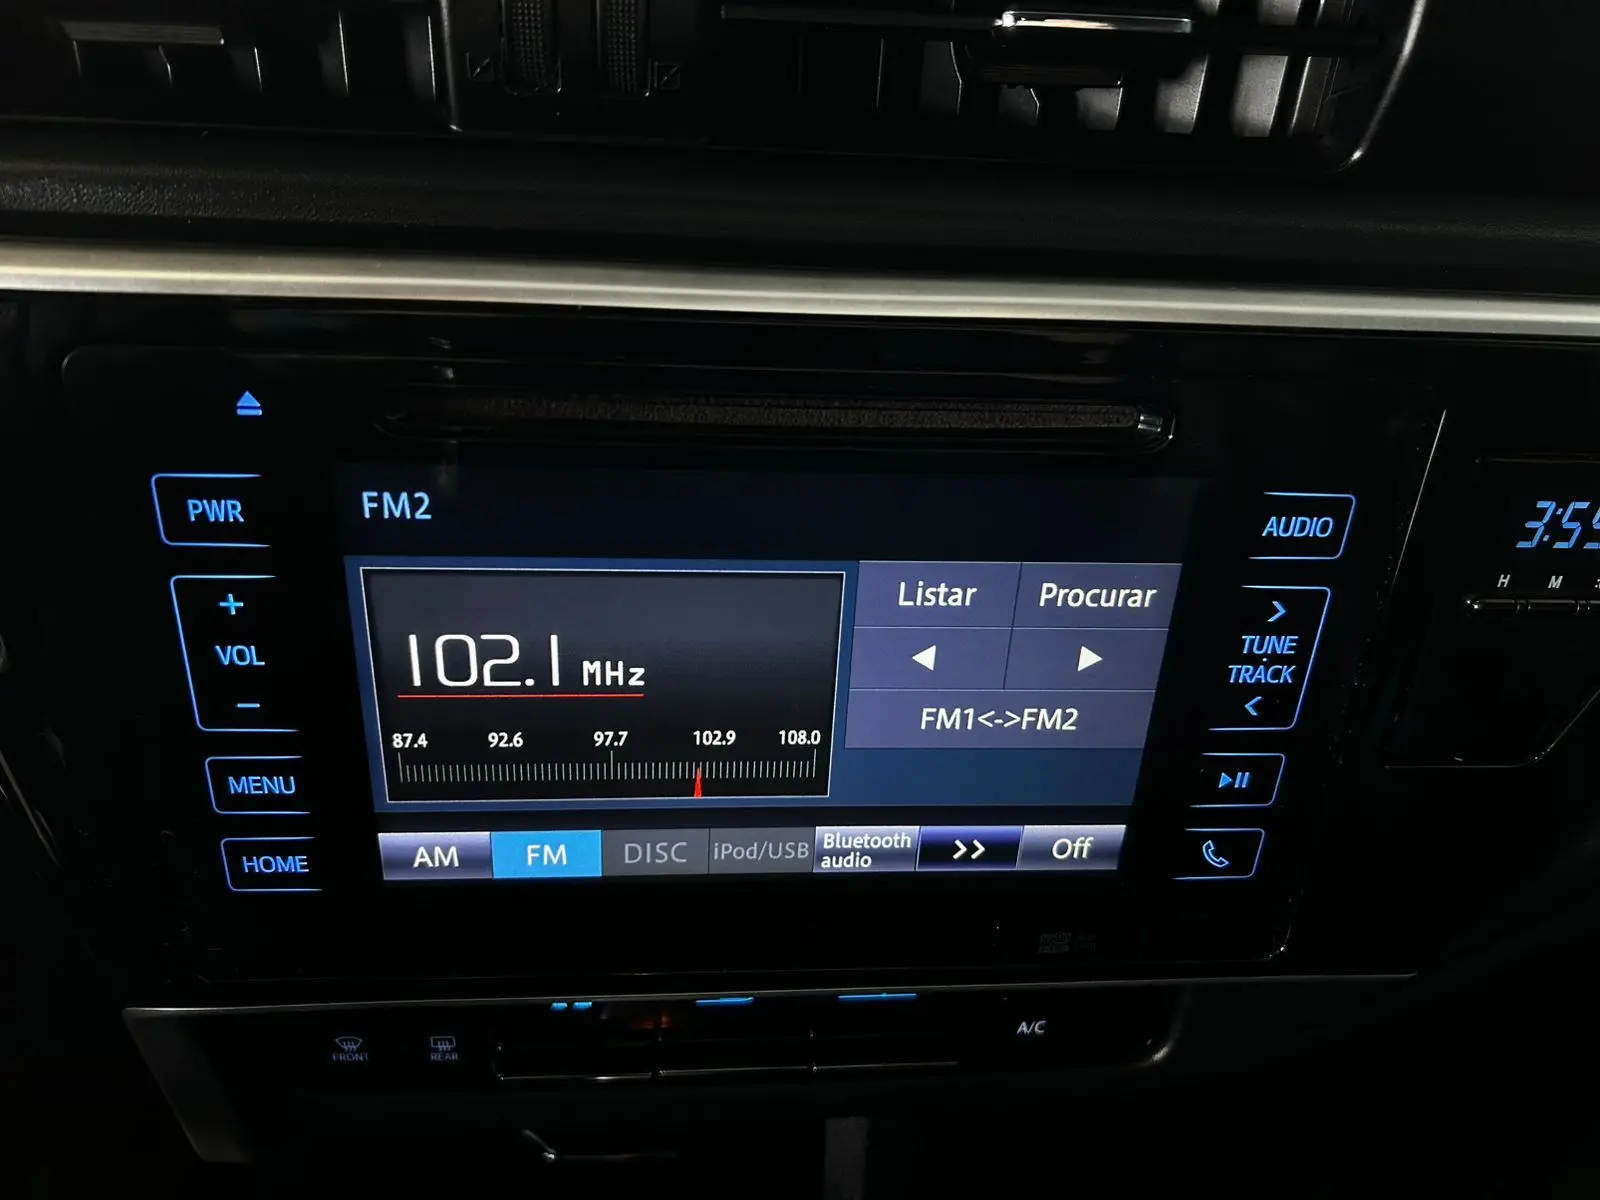 PWR
+
VOL
−
MENU
HOME
FM2
102.1 MHz
87.4 92.6 97.7 102.9 108.0
Listar Procurar
FM1<->FM2
AM FM DISC iPod/USB Bluetooth audio >> Off
AUDIO
>
TUNE
TRACK
<
3:5
H M
FRONT
REAR
A/C